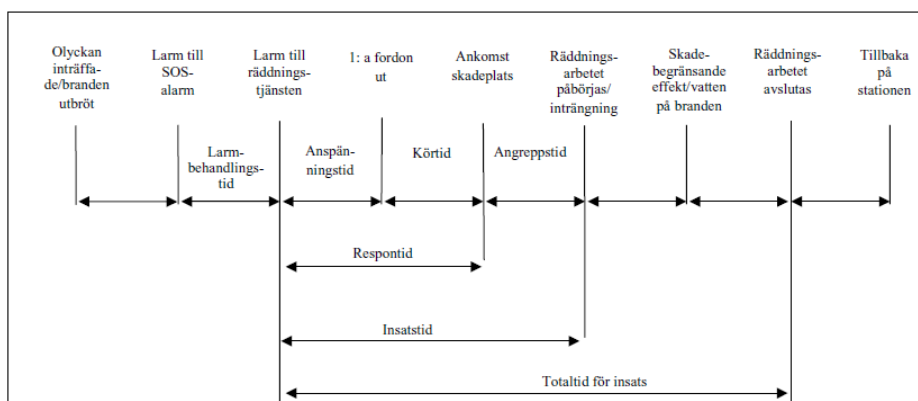 Olyckan
inträffa-
de/branden
utbröt
Larm till
SOS-
alarm
Larm till
räddnings-
tjänsten
1: a fordon
ut
Ankomst
skadeplats
Räddnings-
arbetet
påbörjas/
inträngning
Skade-
begränsande
effekt/vatten
på branden
Räddnings-
arbetet
avslutas
Tillbaka
på
stationen
Larm-
behandlings-
tid
Anspän-
ningstid
Körtid
Angreppstid
Respontid
Insatstid
Totaltid för insats